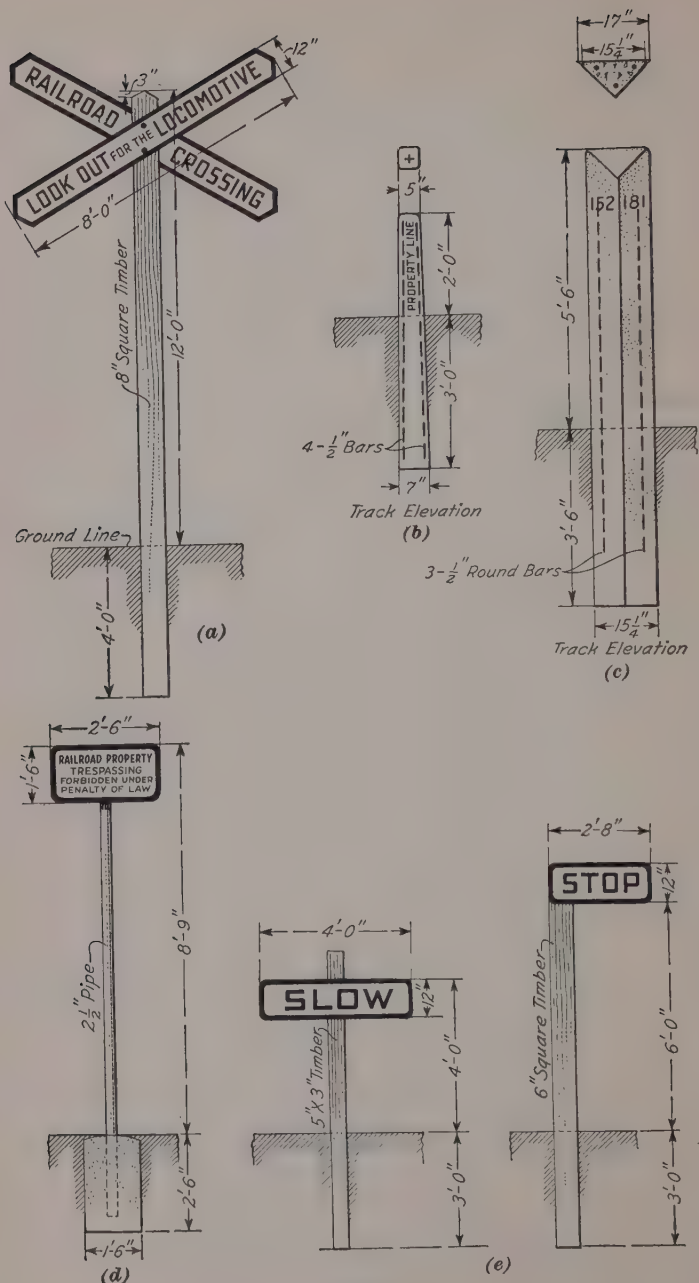 RAILROAD
CROSSING
LOOK OUT FOR THE LOCOMOTIVE
12"
3"
8'-0"
8" Square Timber
12'-0"
Ground Line
4'-0"
(a)
5"
PROPERTY LINE
2'-0"
3'-0"
4-1/2" Bars
7"
Track Elevation
(b)
17"
15 1/4"
152 181
5'-6"
3'-6"
3-1/2" Round Bars
15 1/4"
Track Elevation
(c)
2'-6"
1'-6"
RAILROAD PROPERTY
TRESPASSING
FORBIDDEN UNDER
PENALTY OF LAW
2 1/2" Pipe
8'-9"
2'-6"
1'-6"
(d)
4'-0"
SLOW
12"
5" X 3" Timber
4'-0"
3'-0"
2'-8"
STOP
12"
6" Square Timber
6'-0"
3'-0"
(e)